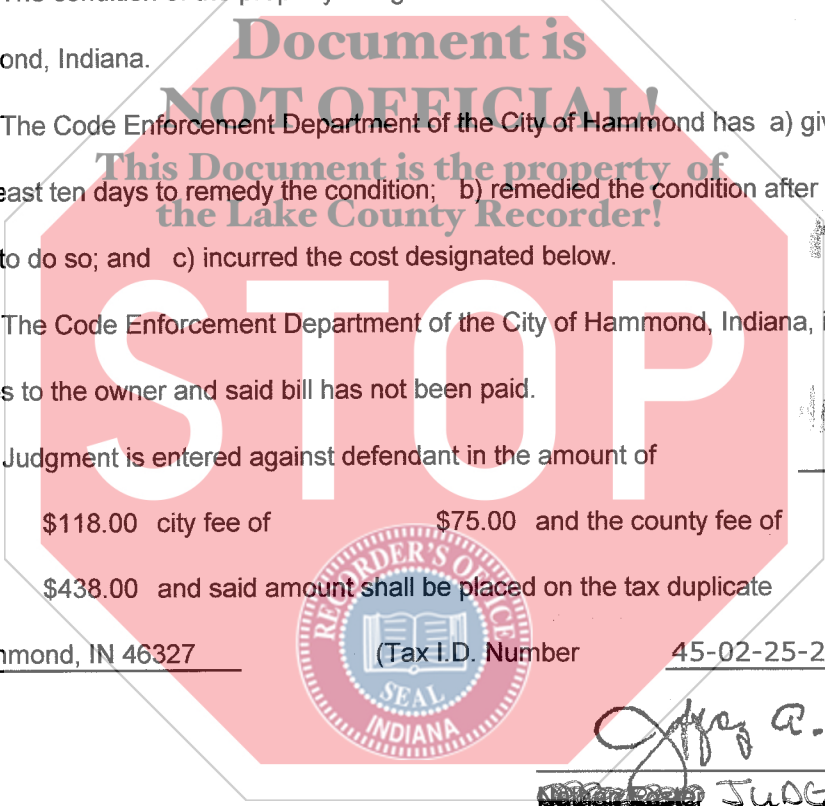 ond, Indiana.
Document is
NOT OFFICIAL!
The Code Enforcement Department of the City of Hammond has a) giv
This Document is the property of
east ten days to remedy the condition; b) remedied the condition after
the Lake County Recorder!
to do so; and c) incurred the cost designated below.
STOP
The Code Enforcement Department of the City of Hammond, Indiana, i
s to the owner and said bill has not been paid.
Judgment is entered against defendant in the amount of
$118.00 city fee of $75.00 and the county fee of
$438.00 and said amount shall be placed on the tax duplicate
RECORDER'S OFFICE
SEAL
INDIANA
mmond, IN 46327 (Tax I.D. Number 45-02-25-2
a.
JUDG